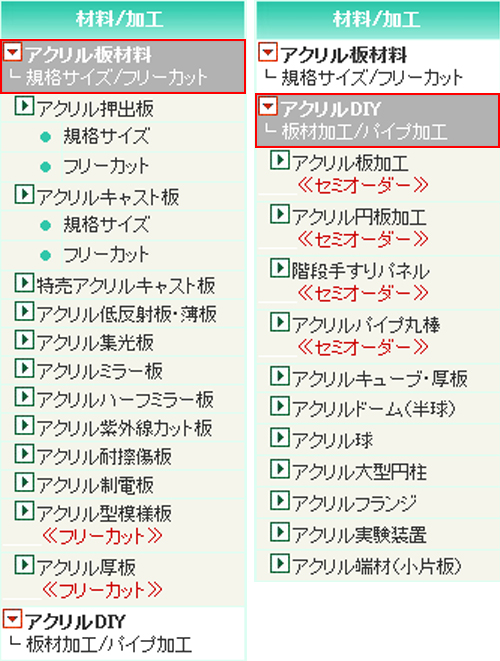 材料/加工
アクリル板材料
└ 規格サイズ/フリーカット
アクリル押出板
規格サイズ
フリーカット
アクリルキャスト板
規格サイズ
フリーカット
特売アクリルキャスト板
アクリル低反射板・薄板
アクリル集光板
アクリルミラー板
アクリルハーフミラー板
アクリル紫外線カット板
アクリル耐擦傷板
アクリル制電板
アクリル型模様板
≪フリーカット≫
アクリル厚板
≪フリーカット≫
アクリルDIY
└ 板材加工/パイプ加工
材料/加工
アクリル板材料
└ 規格サイズ/フリーカット
アクリルDIY
└ 板材加工/パイプ加工
アクリル板加工
≪セミオーダー≫
アクリル円板加工
≪セミオーダー≫
階段手すりパネル
≪セミオーダー≫
アクリルパイプ丸棒
≪セミオーダー≫
アクリルキューブ・厚板
アクリルドーム(半球)
アクリル球
アクリル大型円柱
アクリルフランジ
アクリル実験装置
アクリル端材(小片板)